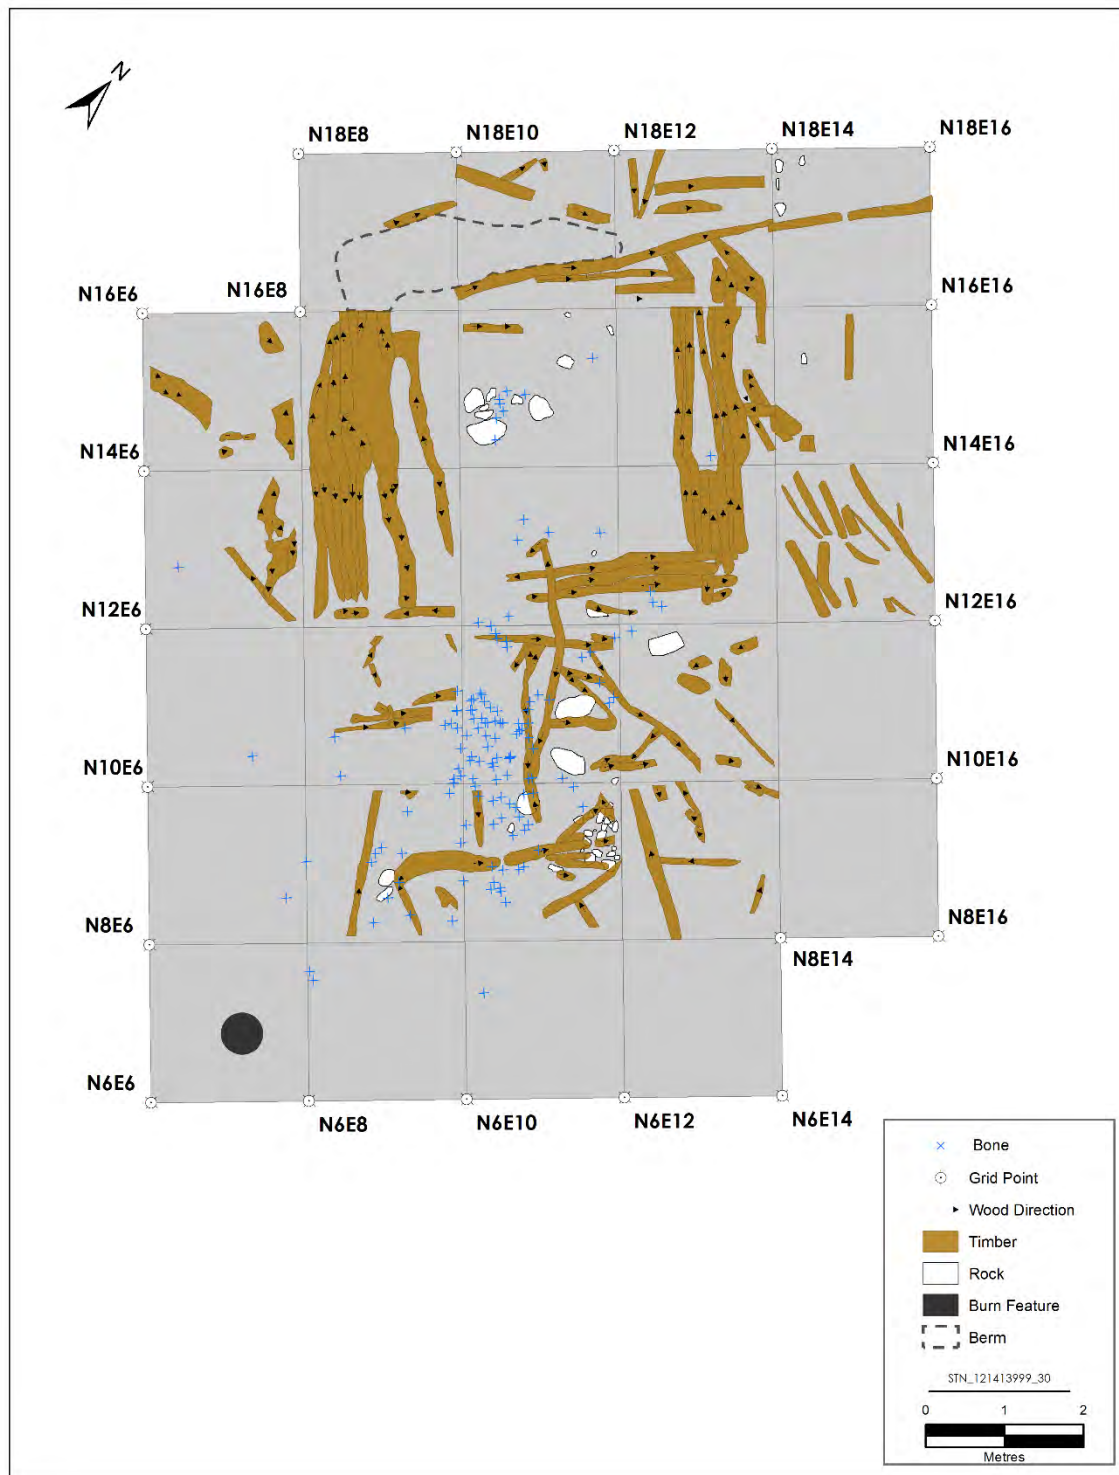 N
N18E8 N18E10 N18E12 N18E14 N18E16
N16E6 N16E8 N16E16
N14E6 N14E16
N12E6 N12E16
N10E6 N10E16
N8E6 N8E16
N8E14
N6E6
N6E8 N6E10 N6E12 N6E14
Bone
Grid Point
Wood Direction
Timber
Rock
Burn Feature
Berm
STN_121413999_30
0 1 2
Metres